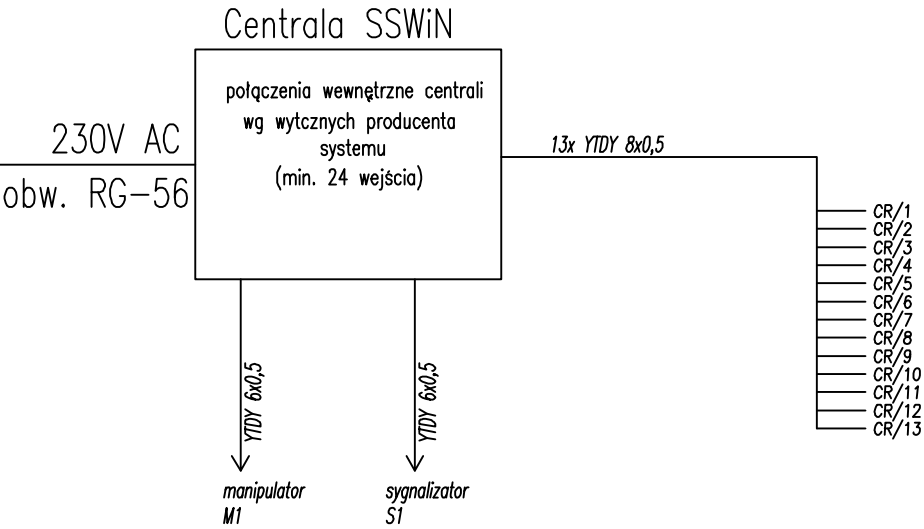 Centrala SSWiN
połączenia wewnętrzne centrali
wg wytcznych producenta
systemu
(min. 24 wejścia)
230V AC
obw. RG-56
13x YTDY 8x0,5
CR/1
CR/2
CR/3
CR/4
CR/5
CR/6
CR/7
CR/8
CR/9
CR/10
CR/11
CR/12
CR/13
YTDY 6x0,5
YTDY 6x0,5
manipulator
M1
sygnalizator
S1